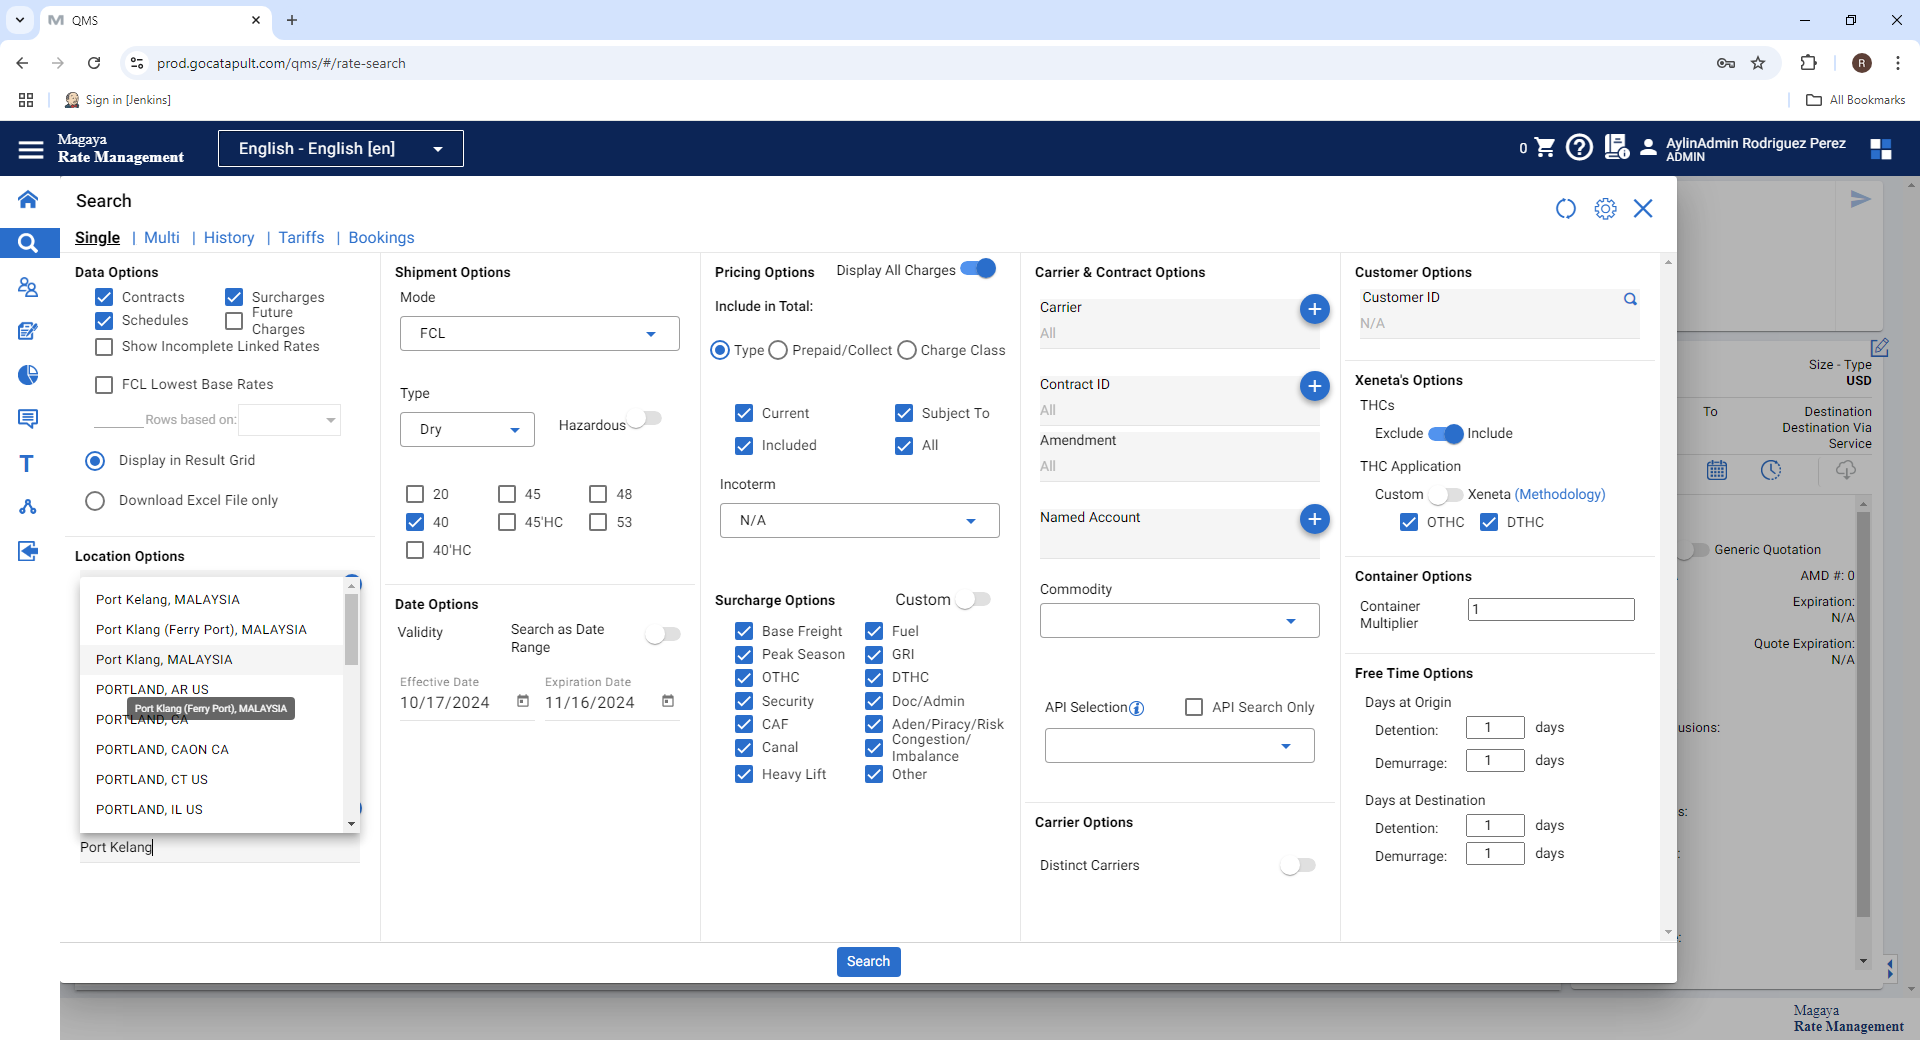 QMS
prod.gocatapult.com/qms/#/rate-search
R
Sign in [Jenkins]
All Bookmarks
Magaya
Rate Management
English - English [en]
0
AylinAdmin Rodriguez Perez
ADMIN
Search
Single | Multi | History | Tariffs | Bookings
Data Options
Contracts
Surcharges
Schedules
Future Charges
Show Incomplete Linked Rates
FCL Lowest Base Rates
Rows based on:
Display in Result Grid
Download Excel File only
Location Options
Port Kelang, MALAYSIA
Port Klang (Ferry Port), MALAYSIA
Port Klang, MALAYSIA
PORTLAND, AR US
Port Klang (Ferry Port), MALAYSIA
PORTLAND, CA
PORTLAND, CAON CA
PORTLAND, CT US
PORTLAND, IL US
Port Kelang
Shipment Options
Mode
FCL
Type
Dry
Hazardous
20
45
48
40
45'HC
53
40'HC
Date Options
Validity
Search as Date Range
Effective Date
10/17/2024
Expiration Date
11/16/2024
Pricing Options
Display All Charges
Include in Total:
Type
Prepaid/Collect
Charge Class
Current
Subject To
Included
All
Incoterm
N/A
Surcharge Options
Custom
Base Freight
Fuel
Peak Season
GRI
OTHC
DTHC
Security
Doc/Admin
CAF
Aden/Piracy/Risk
Canal
Congestion/
Imbalance
Heavy Lift
Other
Carrier & Contract Options
Carrier
All
Contract ID
All
Amendment
All
Named Account
Commodity
API Selection
API Search Only
Carrier Options
Distinct Carriers
Customer Options
Customer ID
N/A
Xeneta's Options
THCs
Exclude
Include
THC Application
Custom
Xeneta (Methodology)
OTHC
DTHC
Container Options
Container Multiplier
1
Free Time Options
Days at Origin
Detention: 1 days
Demurrage: 1 days
Days at Destination
Detention: 1 days
Demurrage: 1 days
Search
Size - Type
USD
To
Destination
Destination Via
Service
Generic Quotation
AMD #: 0
Expiration:
N/A
Quote Expiration:
N/A
usions:
s:
Magaya
Rate Management